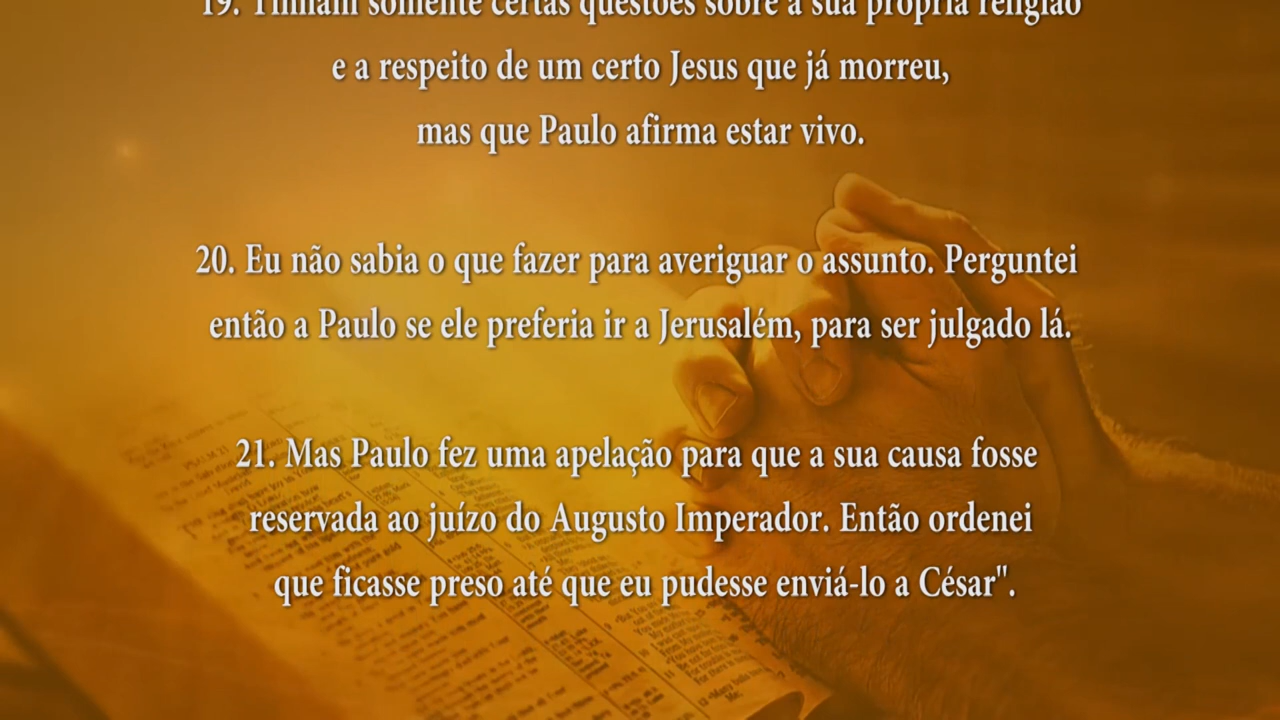 19. Tinham somente certas questões sobre a sua própria religião
e a respeito de um certo Jesus que já morreu,
mas que Paulo afirma estar vivo.
20. Eu não sabia o que fazer para averiguar o assunto. Perguntei
então a Paulo se ele preferia ir a Jerusalém, para ser julgado lá.
21. Mas Paulo fez uma apelação para que a sua causa fosse
reservada ao juízo do Augusto Imperador. Então ordenei
que ficasse preso até que eu pudesse enviá-lo a César".